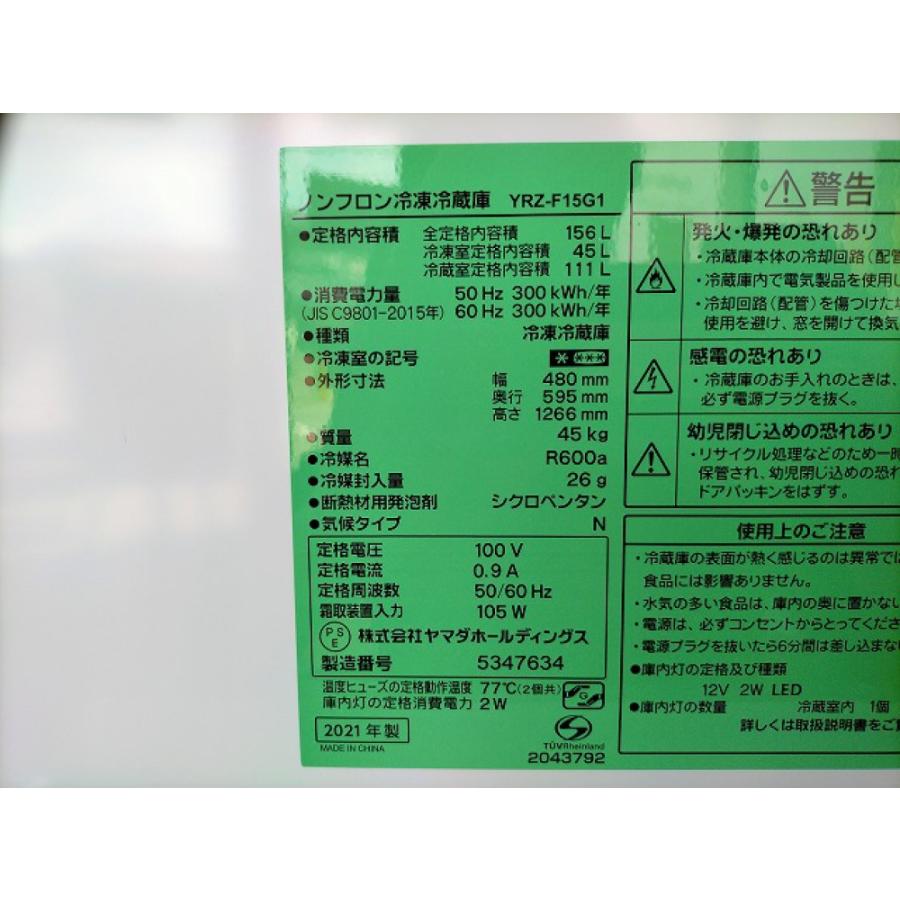 ノンフロン冷凍冷蔵庫 YRZ-F15G1
●定格内容積 全定格内容積 156 L
冷凍室定格内容積 45 L
冷蔵室定格内容積 111 L
●消費電力量 50 Hz 300 kWh/年
(JIS C9801-2015年) 60 Hz 300 kWh/年
●種類 冷凍冷蔵庫
●冷凍室の記号
●外形寸法 幅 480 mm
奥行 595 mm
高さ 1266 mm
●質量 45 kg
●冷媒名 R600a
●冷媒封入量 26 g
●断熱材用発泡剤 シクロペンタン
●気候タイプ N
定格電圧 100 V
定格電流 0.9 A
定格周波数 50/60 Hz
霜取装置入力 105 W
PSE 株式会社ヤマダホールディングス
製造番号 5347634
温度ヒューズの定格動作温度 77℃(2個共)
庫内灯の定格消費電力 2 W
G
2021 年製
MADE IN CHINA
TÜVRheinland
2043792
警告
発火・爆発の恐れあり
・冷蔵庫本体の冷却回路(配管
・冷蔵庫内で電気製品を使用し
・冷却回路(配管)を傷つけた場
使用を避け、窓を開けて換気
感電の恐れあり
・冷蔵庫のお手入れのときは、
必ず電源プラグを抜く。
幼児閉じ込めの恐れあり
・リサイクル処理などのため一時
保管され、幼児閉じ込めの恐れ
ドアパッキンをはずす。
使用上のご注意
・冷蔵庫の表面が熱く感じるのは異常では
食品には影響ありません。
・水気の多い食品は、庫内の奥に置かない
・電源は、必ずコンセントからとってくださ
・電源プラグを抜いたら6分間は差し込まな
●庫内灯の定格及び種類
12V 2W LED
●庫内灯の数量 冷蔵室内 1個
詳しくは取扱説明書をご覧